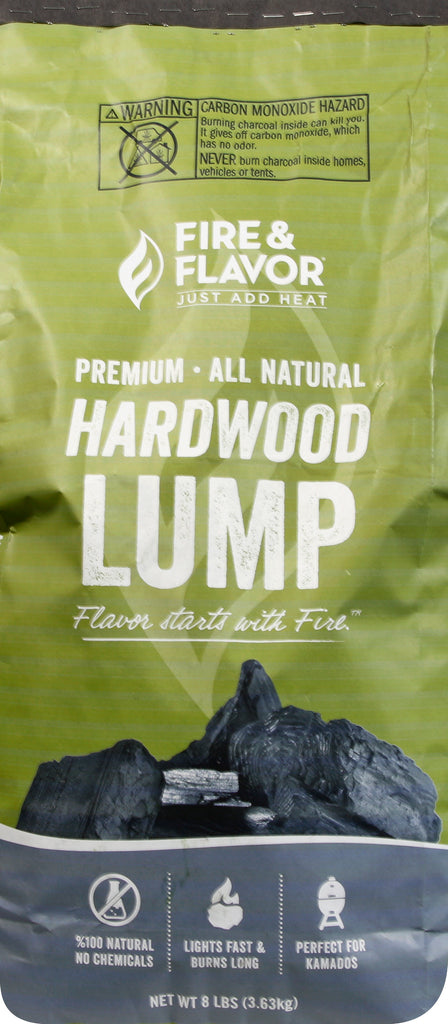 WARNING
CARBON MONOXIDE HAZARD
Burning charcoal inside can kill you.
It gives off carbon monoxide, which
has no odor.
NEVER burn charcoal inside homes,
vehicles or tents.
FIRE &
FLAVOR
JUST ADD HEAT
PREMIUM • ALL NATURAL
HARDWOOD
LUMP
Flavor starts with Fire.™
%100 NATURAL
NO CHEMICALS
LIGHTS FAST &
BURNS LONG
PERFECT FOR
KAMADOS
NET WT 8 LBS (3.63kg)